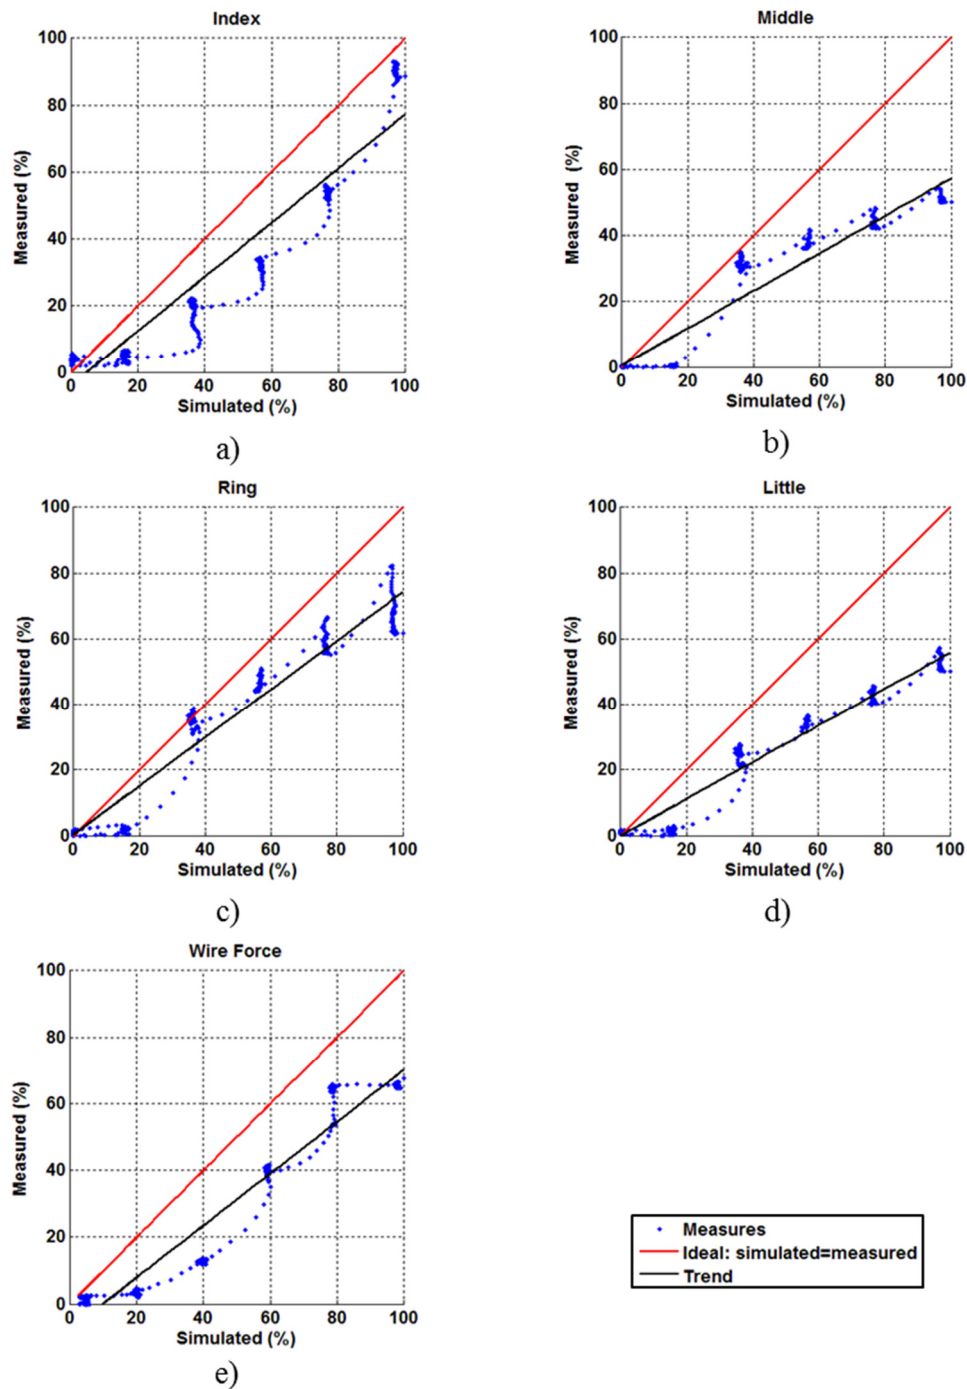 Index
100
80
60
40
20
0
Measured (%)
0 20 40 60 80 100
Simulated (%)
a)
Middle
100
80
60
40
20
0
Measured (%)
0 20 40 60 80 100
Simulated (%)
b)
Ring
100
80
60
40
20
0
Measured (%)
0 20 40 60 80 100
Simulated (%)
c)
Little
100
80
60
40
20
0
Measured (%)
0 20 40 60 80 100
Simulated (%)
d)
Wire Force
100
80
60
40
20
0
Measured (%)
0 20 40 60 80 100
Simulated (%)
e)
Measures
Ideal: simulated=measured
Trend